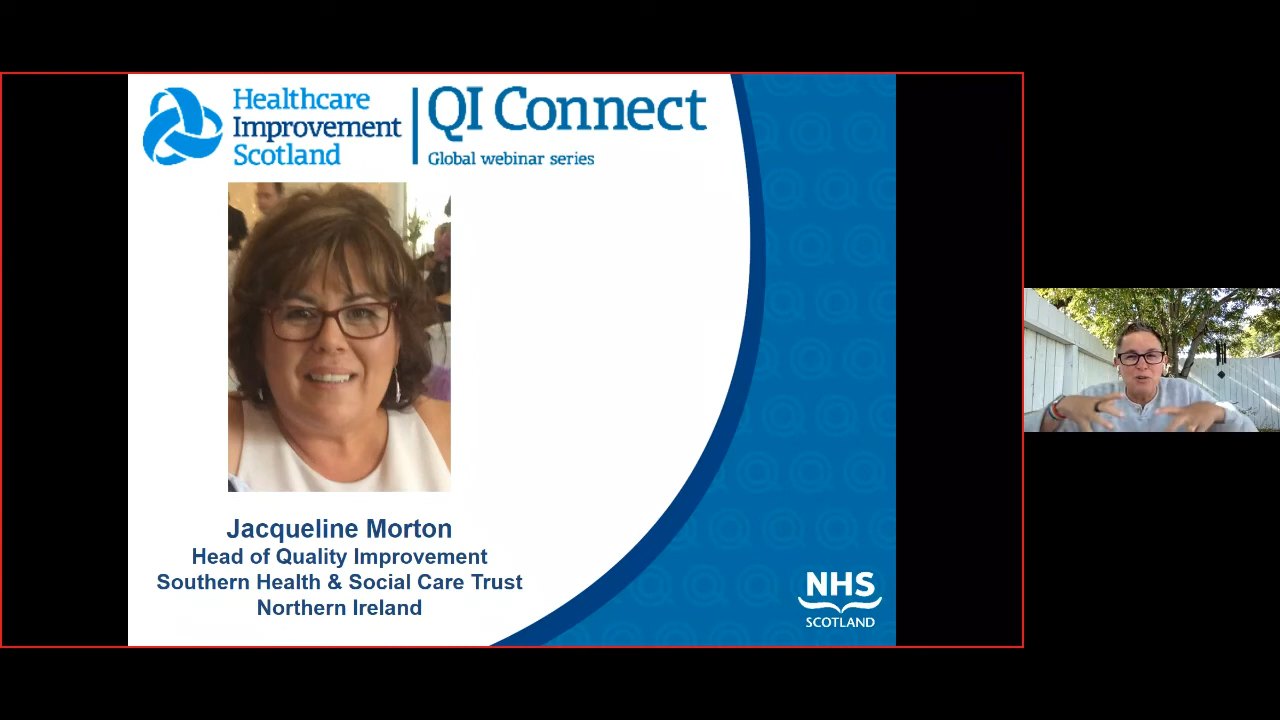 Healthcare
Improvement
Scotland
QI Connect
Global webinar series
Jacqueline Morton
Head of Quality Improvement
Southern Health & Social Care Trust
Northern Ireland
NHS
SCOTLAND